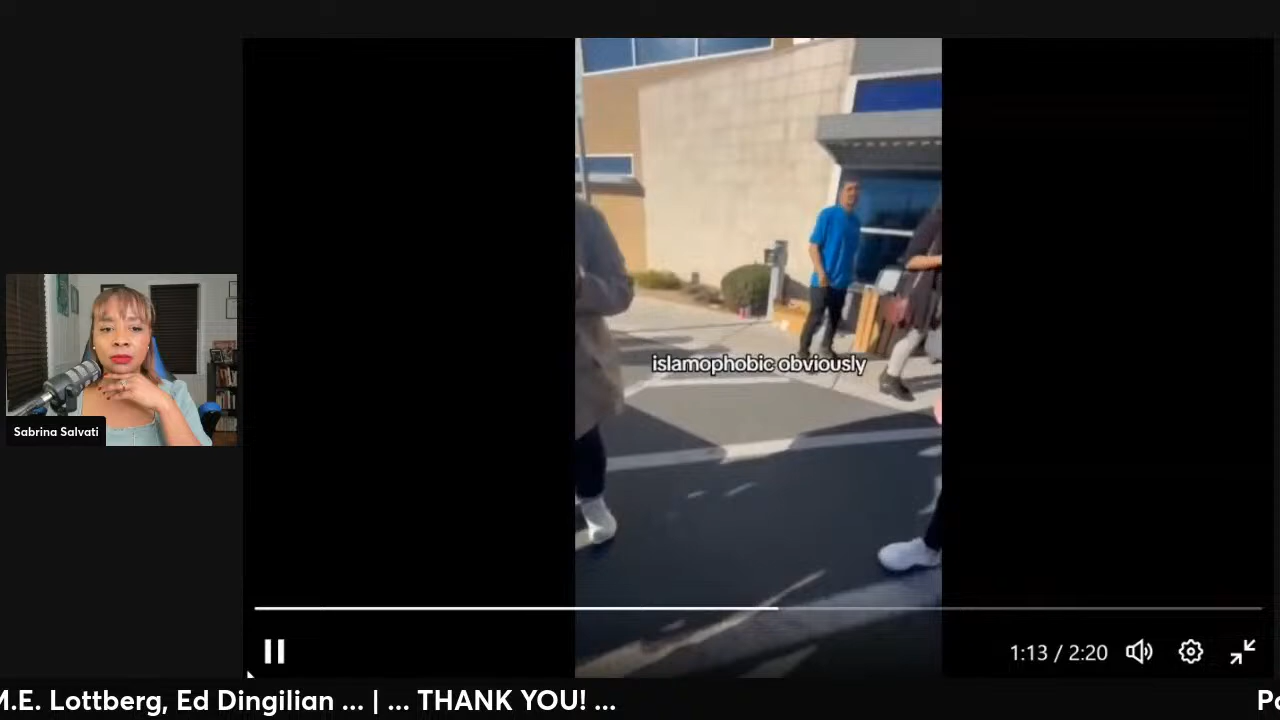 islamophobic obviously
Sabrina Salvati
1:13 / 2:20
M.E. Lottberg, Ed Dingilian ... | ... THANK YOU! ...